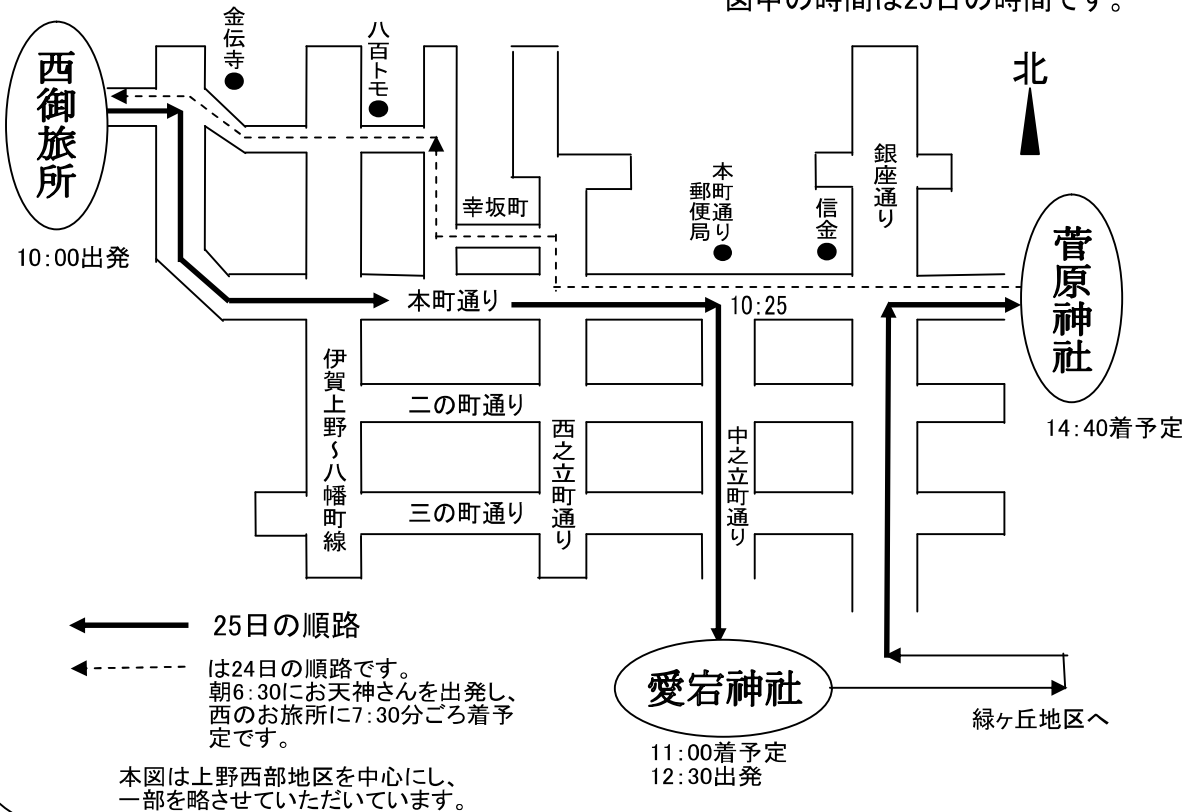 図中の時間は25日の時間です。
金伝寺
八百トモ
北
西御旅所
10:00出発
幸坂町
本町通り
郵便局
信金
銀座通り
菅原神社
14:40着予定
本町通り
10:25
伊賀上野~八幡町線
二の町通り
三の町通り
西之立町通り
中之立町通り
25日の順路
は24日の順路です。
朝6:30にお天神さんを出発し、
西のお旅所に7:30分ごろ着予
定です。
愛宕神社
11:00着予定
12:30出発
緑ヶ丘地区へ
本図は上野西部地区を中心にし、
一部を略させていただいています。